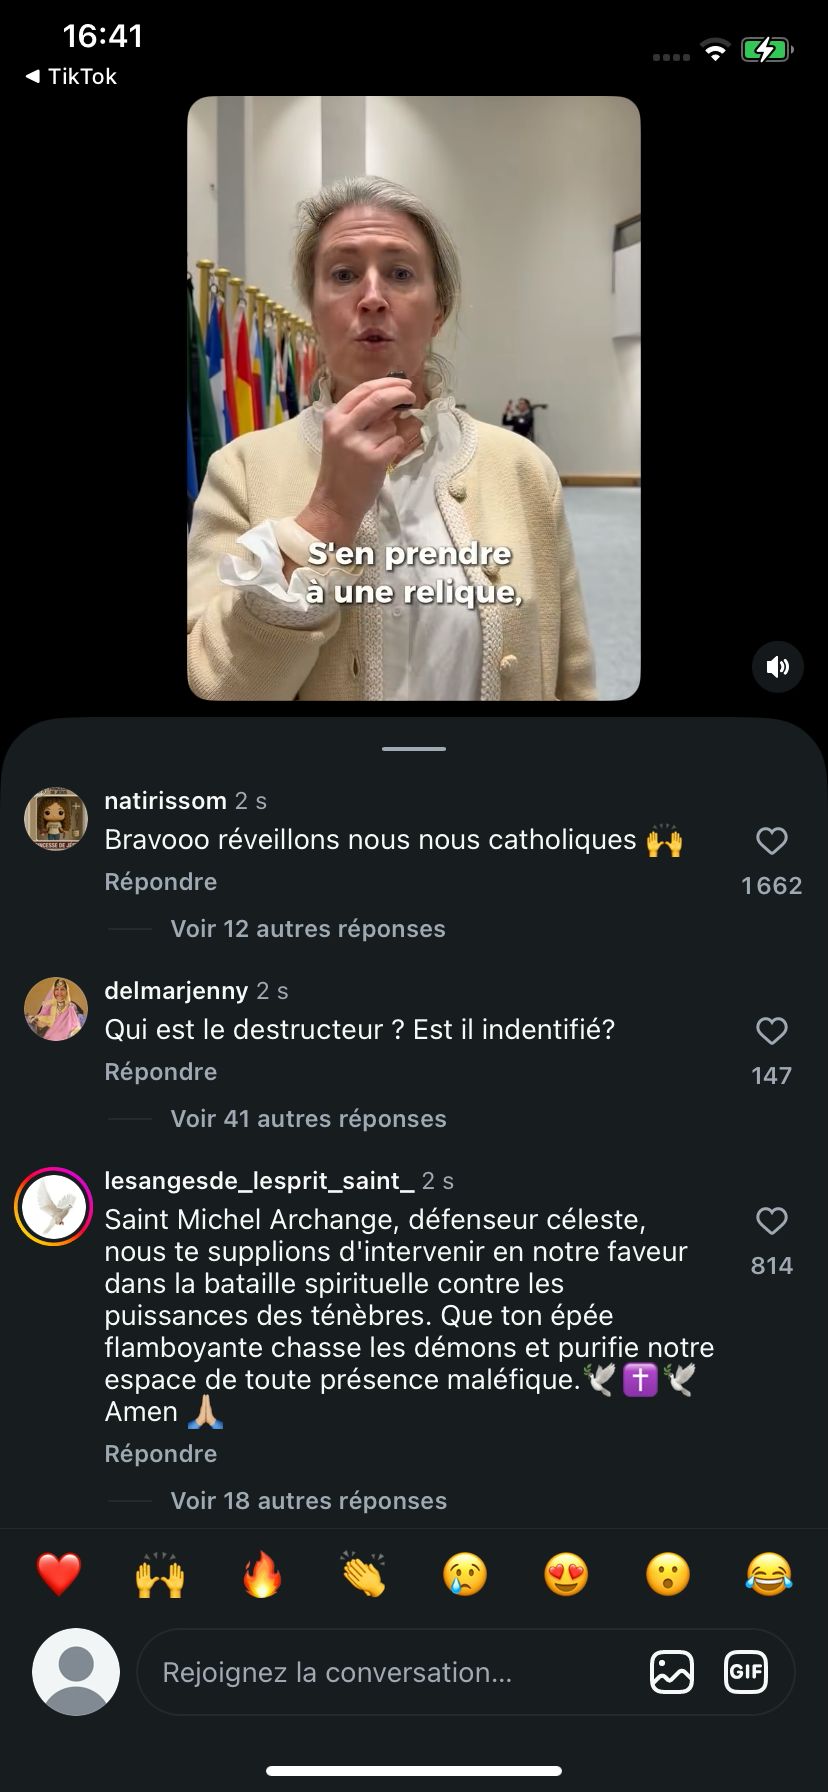 16:41
◀ TikTok
S'en prendre
à une relique,
natirissom 2 s
Bravooo réveillons nous nous catholiques 🙌
1 662
Répondre
Voir 12 autres réponses
delmarjenny 2 s
Qui est le destructeur ? Est il indentifié?
147
Répondre
Voir 41 autres réponses
lesangesde_lesprit_saint_ 2 s
Saint Michel Archange, défenseur céleste,
nous te supplions d'intervenir en notre faveur
814
dans la bataille spirituelle contre les
puissances des ténèbres. Que ton épée
flamboyante chasse les démons et purifie notre
espace de toute présence maléfique.🕊️✝️🕊️
Amen 🙏🏼
Répondre
Voir 18 autres réponses
Rejoignez la conversation...
GIF